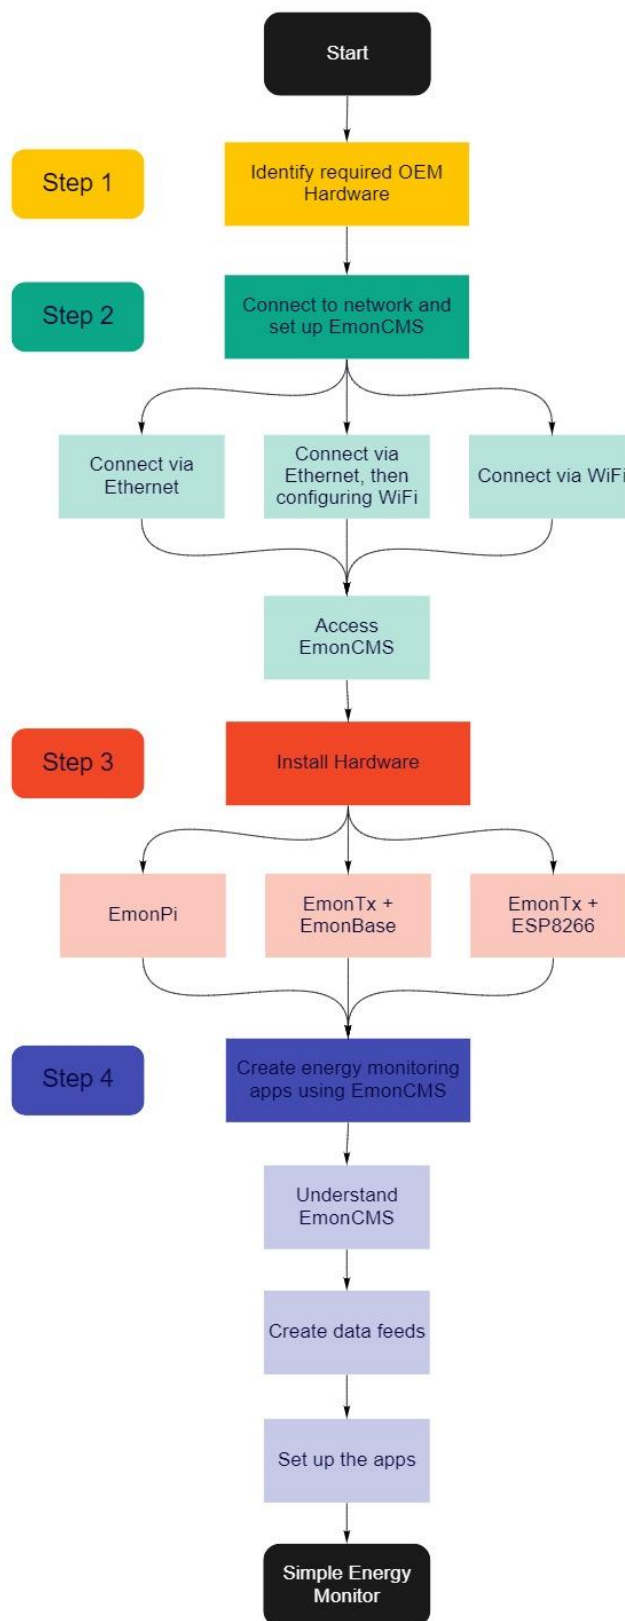 Start
Step 1
Identify required OEM
Hardware
Step 2
Connect to network and
set up EmonCMS
Connect via
Ethernet
Connect via
Ethernet, then
configuring WiFi
Connect via WiFi
Access
EmonCMS
Step 3
Install Hardware
EmonPi
EmonTx +
EmonBase
EmonTx +
ESP8266
Step 4
Create energy monitoring
apps using EmonCMS
Understand
EmonCMS
Create data feeds
Set up the apps
Simple Energy
Monitor